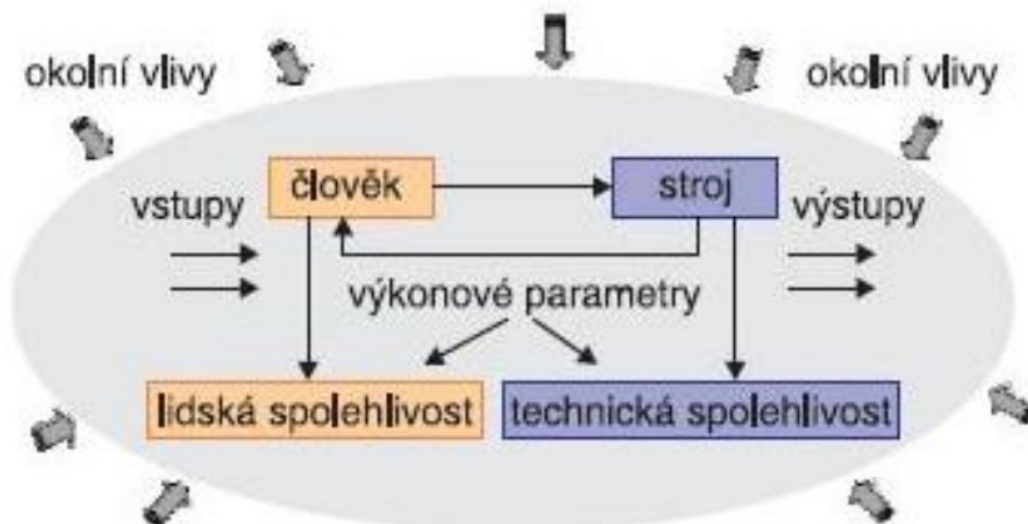 okolní vlivy
okolní vlivy
člověk
stroj
vstupy
výstupy
výkonové parametry
lidská spolehlivost
technická spolehlivost